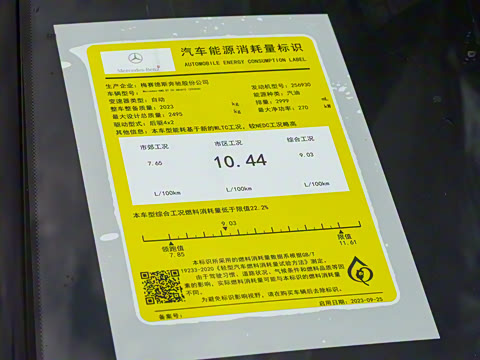 Mercedes-Benz
汽车能源消耗量标识
AUTOMOBILE ENERGY CONSUMPTION LABEL
生产企业: 梅赛德斯奔驰股份公司
车辆型号:
发动机型号: 256930
变速器类型: 自动
能源种类: 汽油
整车整备质量: 2023 kg
排量: 2999 mL
最大设计总质量: 2495 kg
最大净功率: 270 kW
驱动型式: 后驱4x2
其他信息: 本车型能耗基于新的WLTC工况, 较NEDC工况略高
市郊工况 市区工况 综合工况
7.65 10.44 9.03
L/100km L/100km L/100km
本车型综合工况燃料消耗量低于限值22.2%
9.03
领跑值 限值
7.85 11.61
本标识所采用的燃料消耗量数据系根据GB/T
19233-2020《轻型汽车燃料消耗量试验方法》测定。
由于驾驶习惯、道路状况、气候条件和燃料品质等因
素的影响, 实际燃料消耗量可能与本标识的燃料消耗量
不同。
为避免标识影响视野, 请在购买车辆后去除标识。
备案号:
启用日期: 2023-09-25